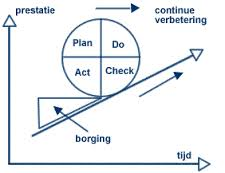 prestatie
continue
verbetering
Plan
Do
Act
Check
borging
tijd